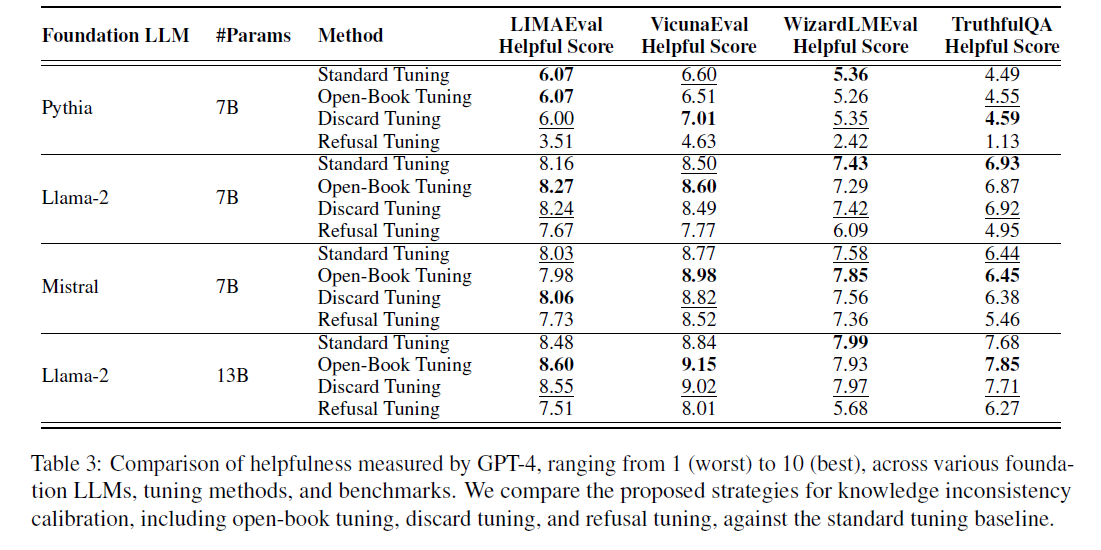 Foundation LLM #Params Method LIMAEval Helpful Score VicunaEval Helpful Score WizardLMEval Helpful Score TruthfulQA Helpful Score
Pythia 7B Standard Tuning 6.07 6.60 5.36 4.49
Open-Book Tuning 6.07 6.51 5.26 4.55
Discard Tuning 6.00 7.01 5.35 4.59
Refusal Tuning 3.51 4.63 2.42 1.13
Llama-2 7B Standard Tuning 8.16 8.50 7.43 6.93
Open-Book Tuning 8.27 8.60 7.29 6.87
Discard Tuning 8.24 8.49 7.42 6.92
Refusal Tuning 7.67 7.77 6.09 4.95
Mistral 7B Standard Tuning 8.03 8.77 7.58 6.44
Open-Book Tuning 7.98 8.98 7.85 6.45
Discard Tuning 8.06 8.82 7.56 6.38
Refusal Tuning 7.73 8.52 7.36 5.46
Llama-2 13B Standard Tuning 8.48 8.84 7.99 7.68
Open-Book Tuning 8.60 9.15 7.93 7.85
Discard Tuning 8.55 9.02 7.97 7.71
Refusal Tuning 7.51 8.01 5.68 6.27
Table 3: Comparison of helpfulness measured by GPT-4, ranging from 1 (worst) to 10 (best), across various founda-
tion LLMs, tuning methods, and benchmarks. We compare the proposed strategies for knowledge inconsistency
calibration, including open-book tuning, discard tuning, and refusal tuning, against the standard tuning baseline.